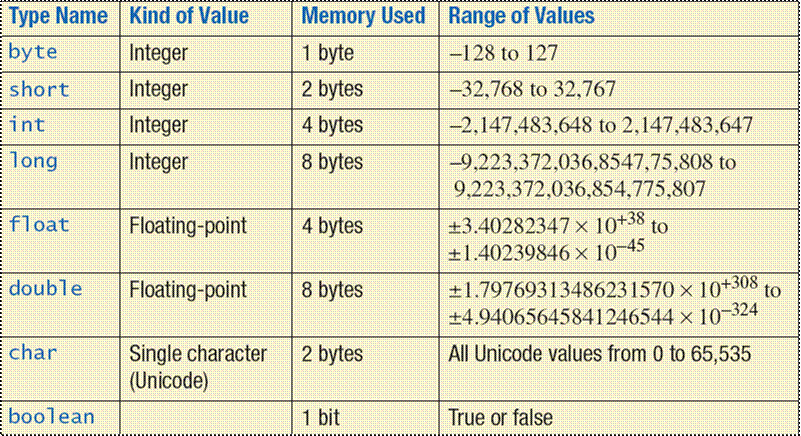 Type Name Kind of Value Memory Used Range of Values
byte Integer 1 byte –128 to 127
short Integer 2 bytes –32,768 to 32,767
int Integer 4 bytes –2,147,483,648 to 2,147,483,647
long Integer 8 bytes –9,223,372,036,8547,75,808 to
9,223,372,036,854,775,807
float Floating-point 4 bytes ±3.40282347 × 10⁺³⁸ to
±1.40239846 × 10⁻⁴⁵
double Floating-point 8 bytes ±1.79769313486231570 × 10⁺³⁰⁸ to
±4.94065645841246544 × 10⁻³²⁴
char Single character 2 bytes All Unicode values from 0 to 65,535
(Unicode)
boolean 1 bit True or false